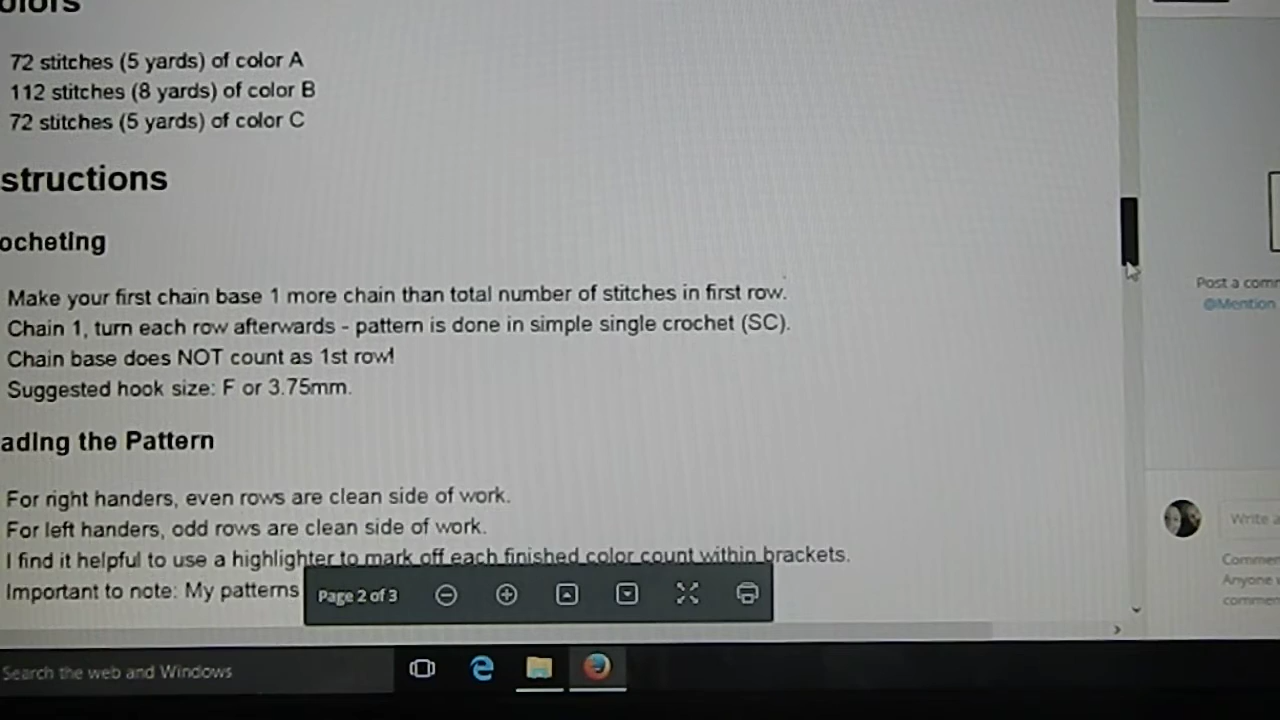 olors
72 stitches (5 yards) of color A
112 stitches (8 yards) of color B
72 stitches (5 yards) of color C
structions
ocheting
Make your first chain base 1 more chain than total number of stitches in first row.
Chain 1, turn each row afterwards - pattern is done in simple single crochet (SC).
Chain base does NOT count as 1st row!
Suggested hook size: F or 3.75mm.
ading the Pattern
For right handers, even rows are clean side of work.
For left handers, odd rows are clean side of work.
I find it helpful to use a highlighter to mark off each finished color count within brackets.
Important to note: My patterns
Page 2 of 3
Post a comm
@Mention
Write a
Commen
Anyone w
commen
Search the web and Windows